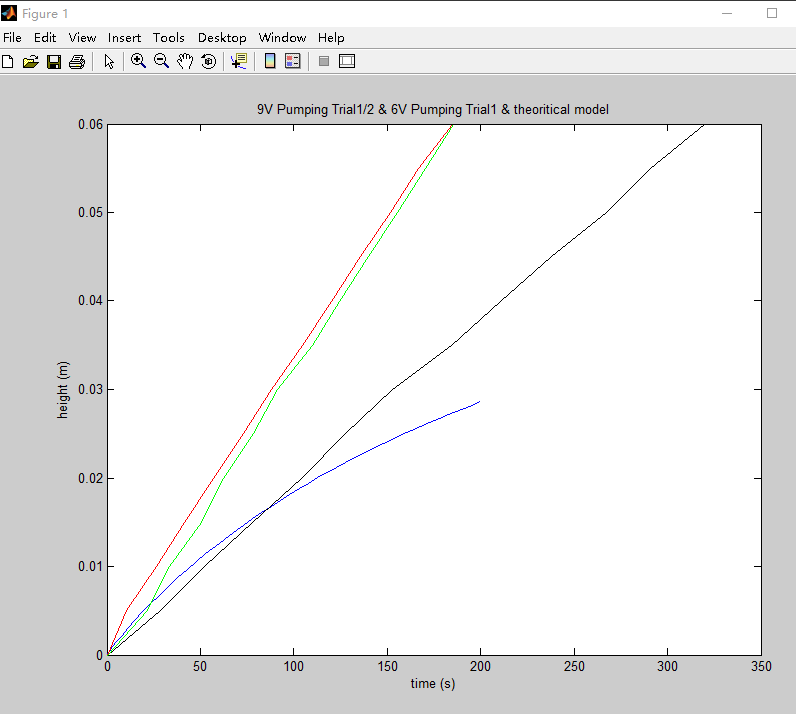 Figure 1
File Edit View Insert Tools Desktop Window Help
9V Pumping Trial1/2 & 6V Pumping Trial1 & theoritical model
0.06
0.05
0.04
0.03
0.02
0.01
0
height (m)
0 50 100 150 200 250 300 350
time (s)